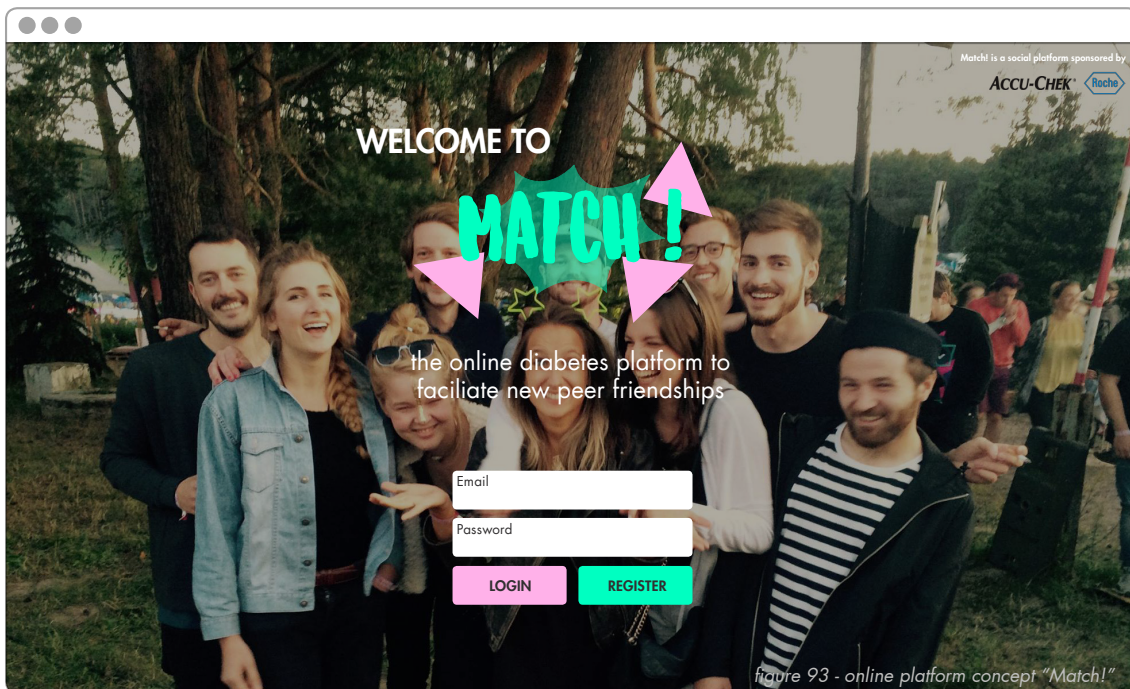 Match! is a social platform sponsored by
ACCU-CHEK® Roche
WELCOME TO
MATCH!
the online diabetes platform to
faciliate new peer friendships
Email
Password
LOGIN REGISTER
figure 93 - online platform concept “Match!”